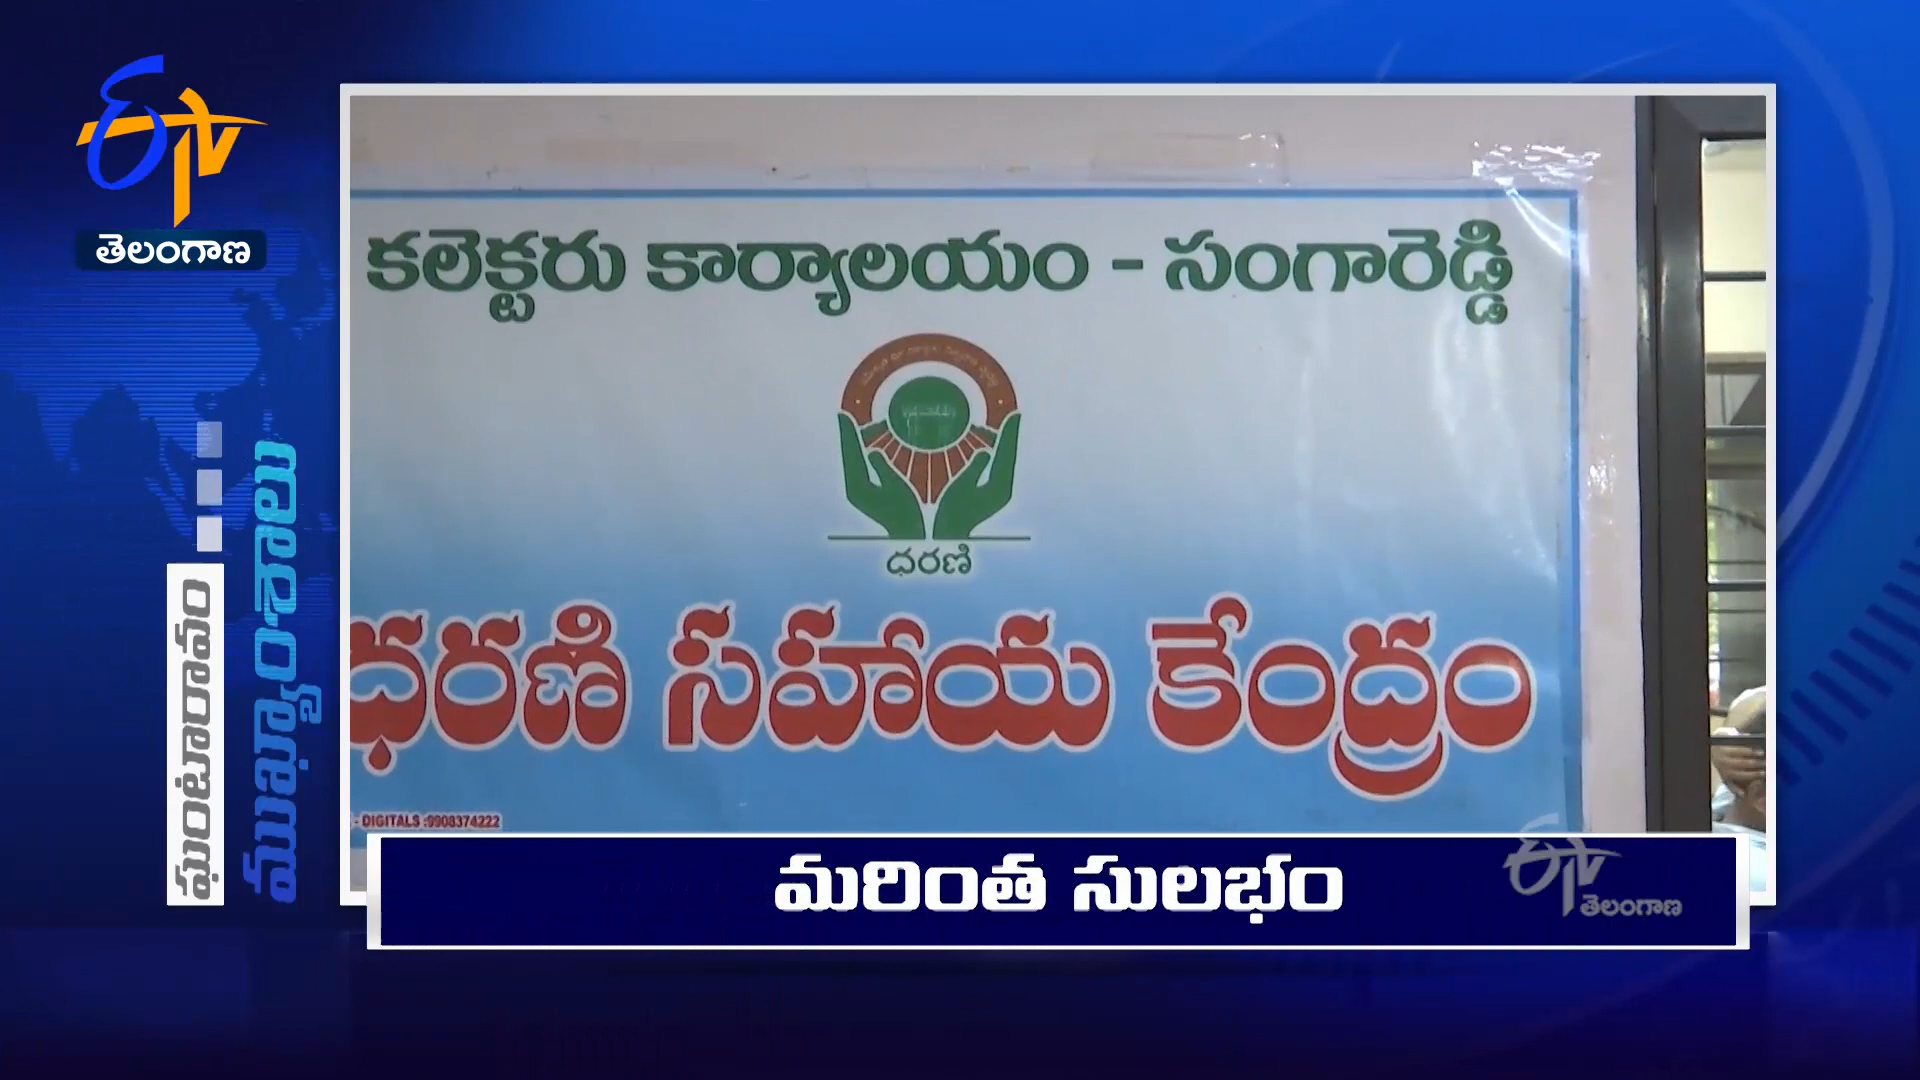 ETV
తెలంగాణ
ఘంటారావం
ముఖ్యాంశాలు
కలెక్టరు కార్యాలయం - సంగారెడ్డి
ధరణి
ధరణి సహాయ కేంద్రం
- DIGITALS :9908374222
మరింత సులభం
ETV తెలంగాణ